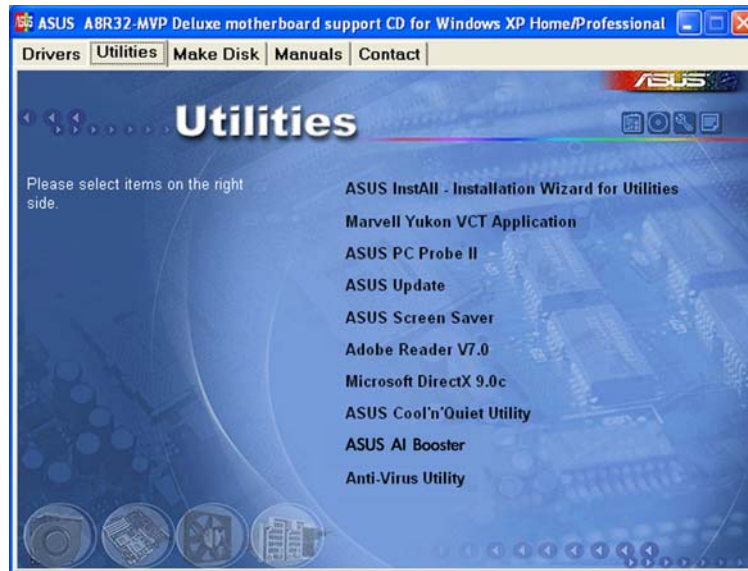 ASUS A8R32-MVP Deluxe motherboard support CD for Windows XP Home/Professional
Drivers Utilities Make Disk Manuals Contact
ASUS
Utilities
Please select items on the right
side.
ASUS InstAll - Installation Wizard for Utilities
Marvell Yukon VCT Application
ASUS PC Probe II
ASUS Update
ASUS Screen Saver
Adobe Reader V7.0
Microsoft DirectX 9.0c
ASUS Cool'n'Quiet Utility
ASUS AI Booster
Anti-Virus Utility